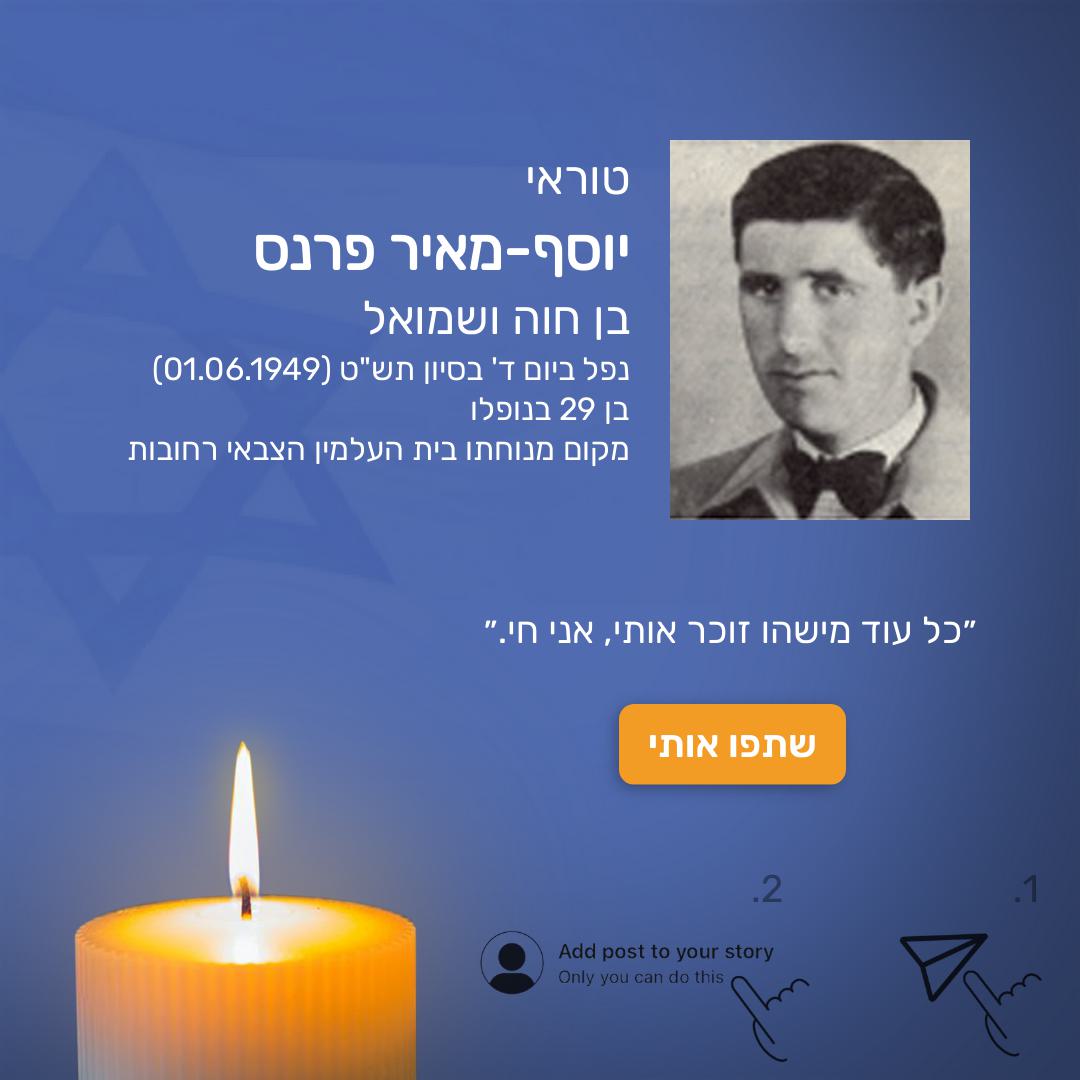 טוראי
יוסף-מאיר פרנס
בן חוה ושמואל
נפל ביום ד' בסיון תש"ט (01.06.1949)
בן 29 בנופלו
מקום מנוחתו בית העלמין הצבאי רחובות
״כל עוד מישהו זוכר אותי, אני חי.״
שתפו אותי
1.
2.
Add post to your story
Only you can do this